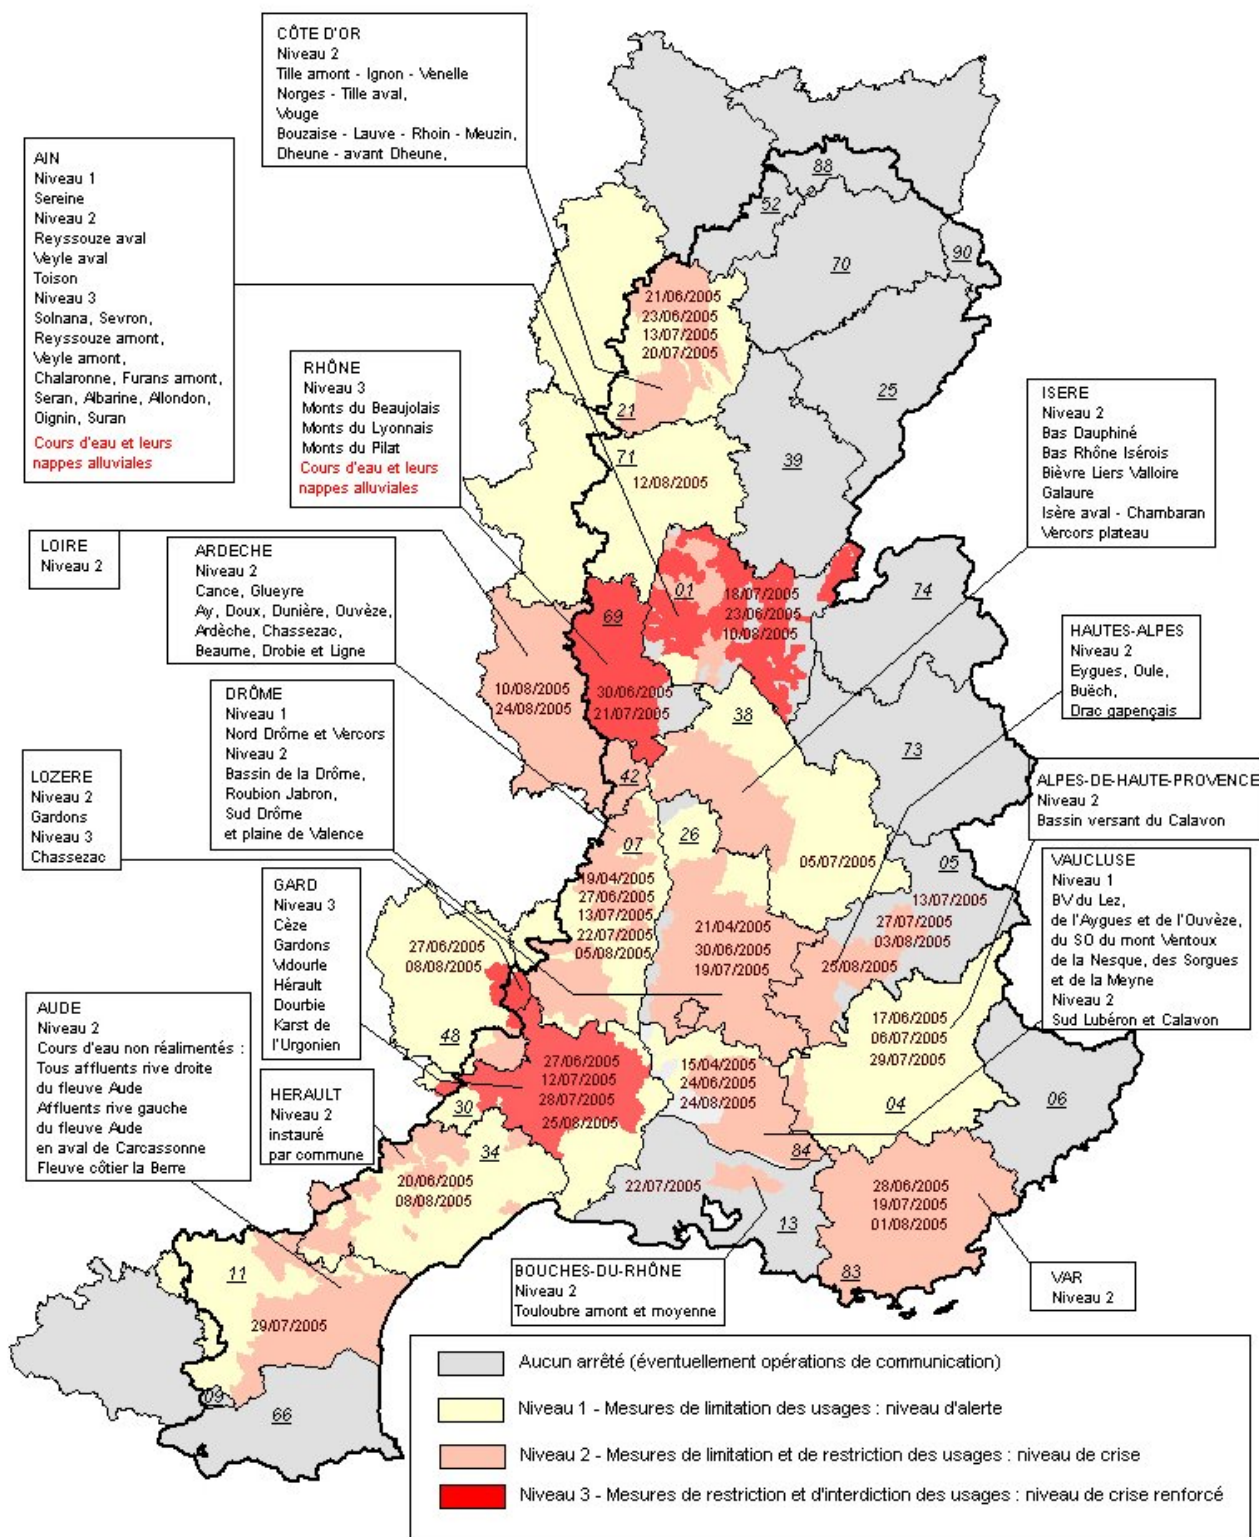 CÔTE D'OR
Niveau 2
Tille amont - Ignon - Venelle
Norges - Tille aval,
Vouge
Bouzaise - Lauve - Rhoin - Meuzin,
Dheune - avant Dheune,
AIN
Niveau 1
Sereine
Niveau 2
Reyssouze aval
Veyle aval
Toison
Niveau 3
Solnana, Sevron,
Reyssouze amont,
Veyle amont,
Chalaronne, Furans amont,
Seran, Albarine, Allondon,
Oignin, Suran
Cours d'eau et leurs
nappes alluviales
RHÔNE
Niveau 3
Monts du Beaujolais
Monts du Lyonnais
Monts du Pilat
Cours d'eau et leurs
nappes alluviales
ISERE
Niveau 2
Bas Dauphiné
Bas Rhône Isérois
Bièvre Liers Valloire
Galaure
Isère aval - Chambaran
Vercors plateau
LOIRE
Niveau 2
ARDECHE
Niveau 2
Cance, Glueyre
Ay, Doux, Dunière, Ouvèze,
Ardèche, Chassezac,
Beaume, Drobie et Ligne
HAUTES-ALPES
Niveau 2
Eygues, Oule,
Buëch,
Drac gapençais
DRÔME
Niveau 1
Nord Drôme et Vercors
Niveau 2
Bassin de la Drôme,
Roubion Jabron,
Sud Drôme
et plaine de Valence
LOZERE
Niveau 2
Gardons
Niveau 3
Chassezac
ALPES-DE-HAUTE-PROVENCE
Niveau 2
Bassin versant du Calavon
VAUCLUSE
Niveau 1
BV du Lez,
de l'Aygues et de l'Ouvèze,
du SO du mont Ventoux
de la Nesque, des Sorgues
et de la Meyne
Niveau 2
Sud Lubéron et Calavon
GARD
Niveau 3
Cèze
Gardons
Vidourle
Hérault
Dourbie
Karst de
l'Urgonien
AUDE
Niveau 2
Cours d'eau non réalimentés :
Tous affluents rive droite
du fleuve Aude
Affluents rive gauche
du fleuve Aude
en aval de Carcassonne
Fleuve côtier la Berre
HERAULT
Niveau 2
instauré
par commune
BOUCHES-DU-RHÔNE
Niveau 2
Touloubre amont et moyenne
VAR
Niveau 2
88
52
90
70
25
21/06/2005
23/06/2005
13/07/2005
20/07/2005
21
39
71
12/08/2005
01
18/07/2005
23/06/2005
10/08/2005
74
69
30/06/2005
21/07/2005
10/08/2005
24/08/2005
38
73
42
26
05/07/2005
07
19/04/2005
27/06/2005
13/07/2005
22/07/2005
05/08/2005
05
13/07/2005
27/07/2005
03/08/2005
25/08/2005
21/04/2005
30/06/2005
19/07/2005
27/06/2005
08/08/2005
48
17/06/2005
06/07/2005
29/07/2005
04
27/06/2005
12/07/2005
28/07/2005
25/08/2005
30
15/04/2005
24/06/2005
24/08/2005
84
06
34
20/06/2005
08/08/2005
22/07/2005
13
28/06/2005
19/07/2005
01/08/2005
83
11
29/07/2005
09
66
Aucun arrêté (éventuellement opérations de communication)
Niveau 1 - Mesures de limitation des usages : niveau d'alerte
Niveau 2 - Mesures de limitation et de restriction des usages : niveau de crise
Niveau 3 - Mesures de restriction et d'interdiction des usages : niveau de crise renforcé